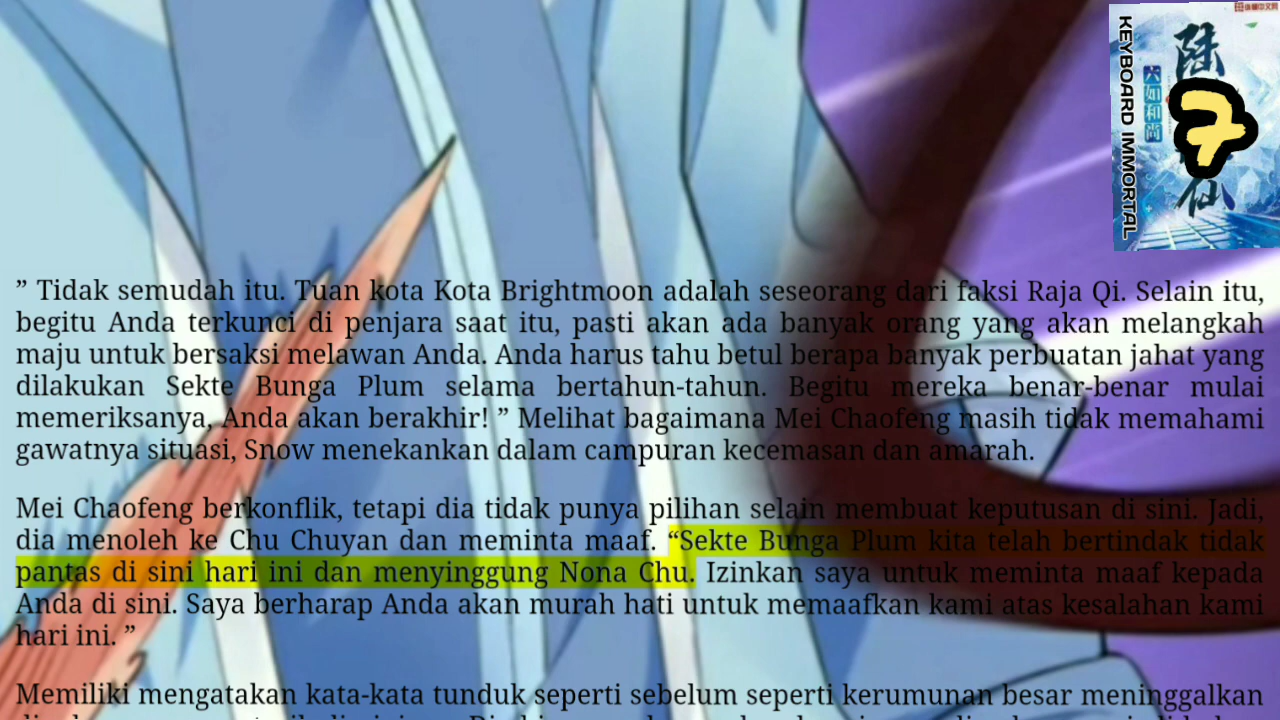 KEYBOARD IMMORTAL
陆
仙
六如和尚
7
” Tidak semudah itu. Tuan kota Kota Brightmoon adalah seseorang dari faksi Raja Qi. Selain itu,
begitu Anda terkunci di penjara saat itu, pasti akan ada banyak orang yang akan melangkah
maju untuk bersaksi melawan Anda. Anda harus tahu betul berapa banyak perbuatan jahat yang
dilakukan Sekte Bunga Plum selama bertahun-tahun. Begitu mereka benar-benar mulai
memeriksanya, Anda akan berakhir! ” Melihat bagaimana Mei Chaofeng masih tidak memahami
gawatnya situasi, Snow menekankan dalam campuran kecemasan dan amarah.
Mei Chaofeng berkonflik, tetapi dia tidak punya pilihan selain membuat keputusan di sini. Jadi,
dia menoleh ke Chu Chuyan dan meminta maaf. “Sekte Bunga Plum kita telah bertindak tidak
pantas di sini hari ini dan menyinggung Nona Chu. Izinkan saya untuk meminta maaf kepada
Anda di sini. Saya berharap Anda akan murah hati untuk memaafkan kami atas kesalahan kami
hari ini. ”
Memiliki mengatakan kata-kata tunduk seperti sebelum seperti kerumunan besar meninggalkan